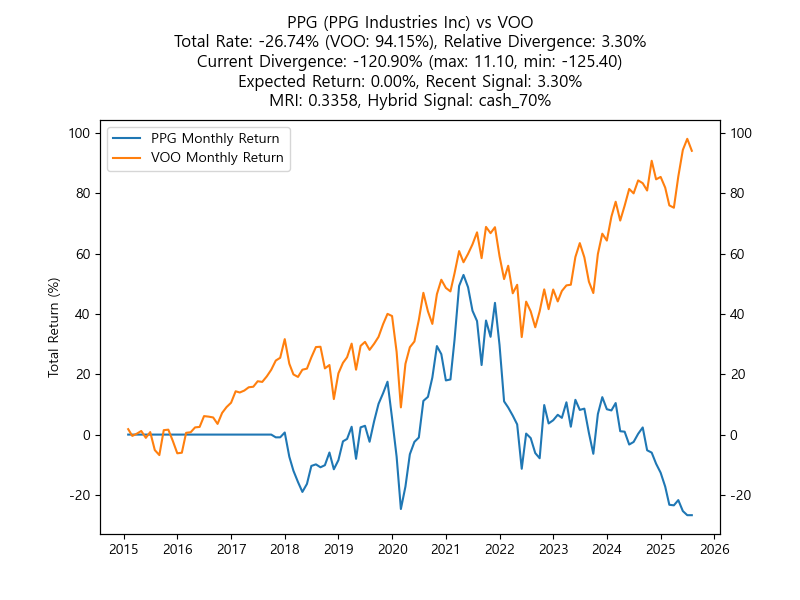 PPG (PPG Industries Inc) vs VOO
Total Rate: -26.74% (VOO: 94.15%), Relative Divergence: 3.30%
Current Divergence: -120.90% (max: 11.10, min: -125.40)
Expected Return: 0.00%, Recent Signal: 3.30%
MRI: 0.3358, Hybrid Signal: cash_70%
PPG Monthly Return
VOO Monthly Return
Total Return (%)
100 100
80 80
60 60
40 40
20 20
0 0
-20 -20
2015 2016 2017 2018 2019 2020 2021 2022 2023 2024 2025 2026